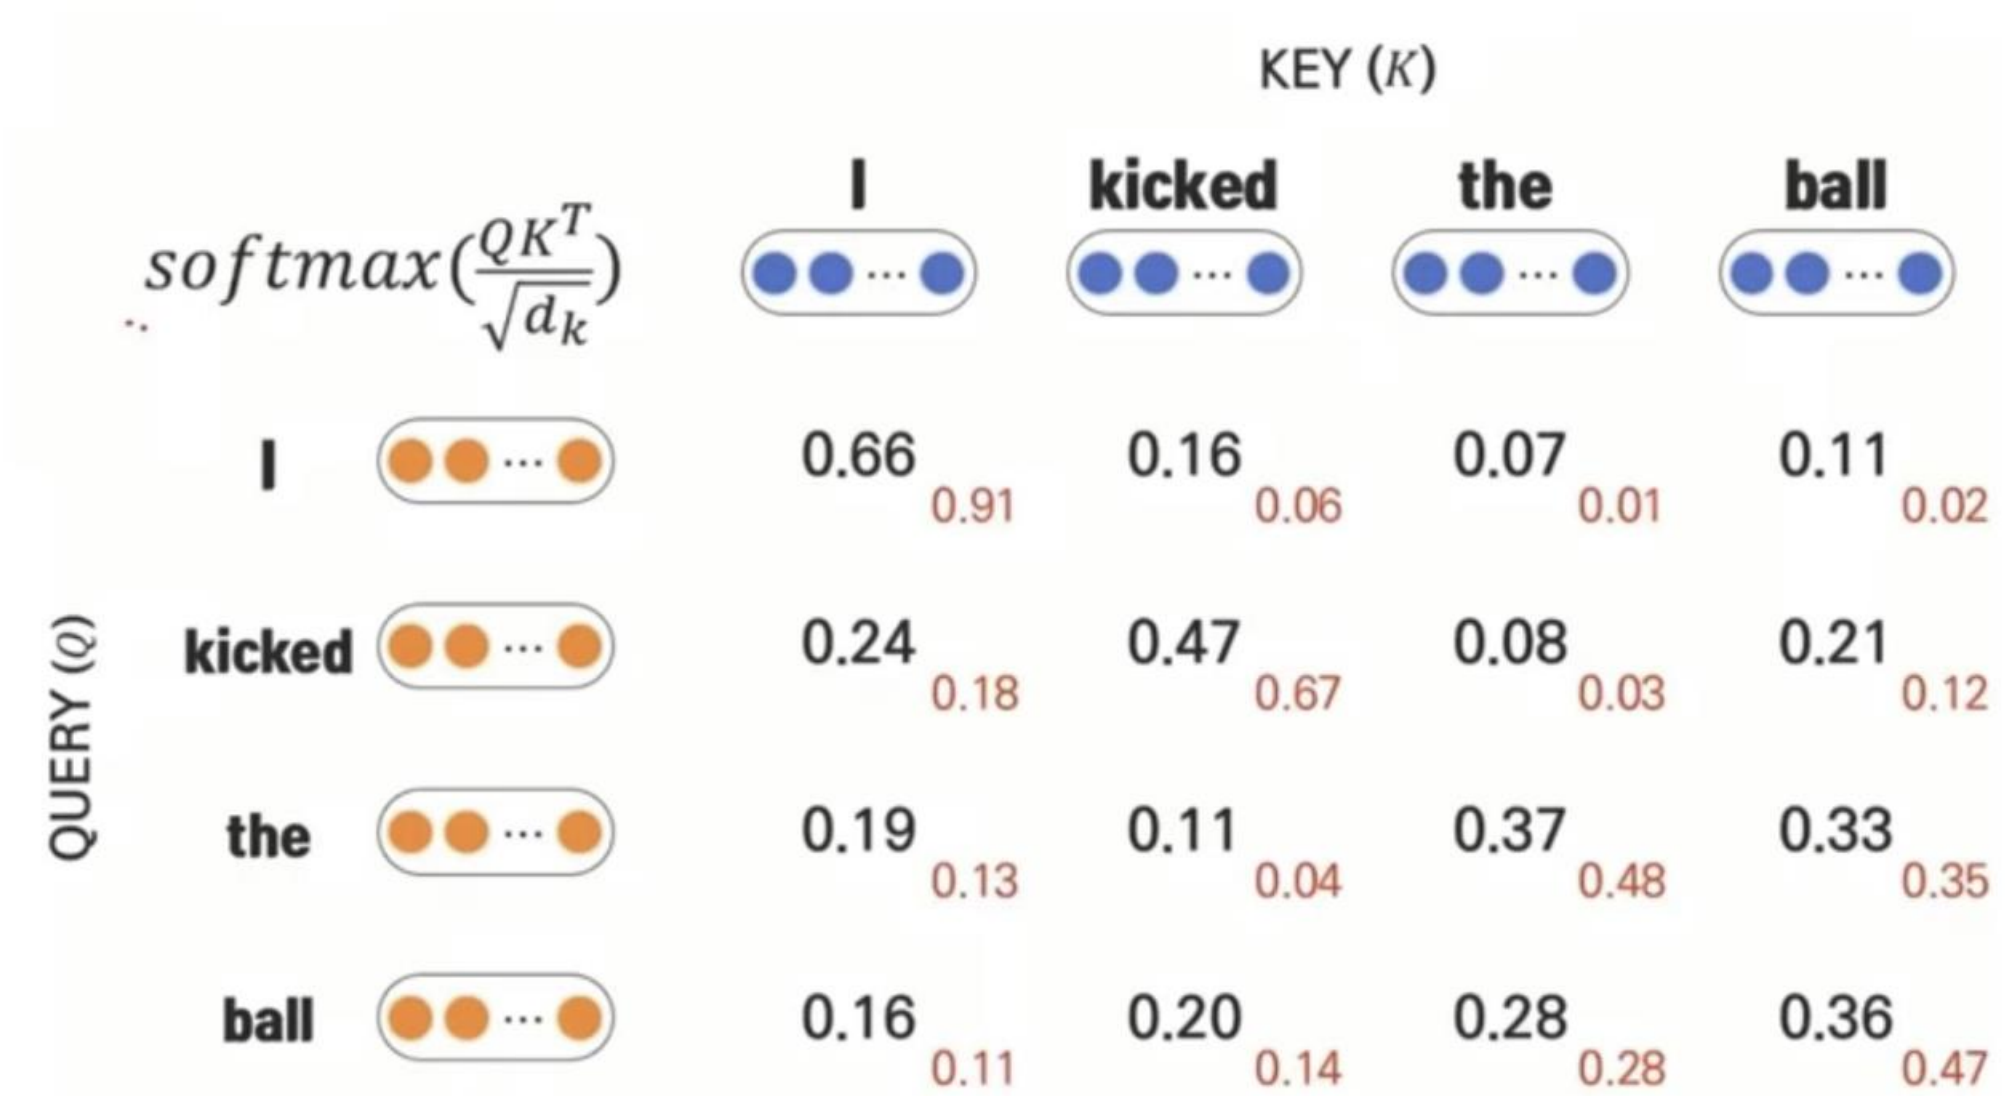 KEY (K)
I kicked the ball
softmax(QK^T/√d_k)
I 0.66 0.16 0.07 0.11
0.91 0.06 0.01 0.02
QUERY (Q)
kicked 0.24 0.47 0.08 0.21
0.18 0.67 0.03 0.12
the 0.19 0.11 0.37 0.33
0.13 0.04 0.48 0.35
ball 0.16 0.20 0.28 0.36
0.11 0.14 0.28 0.47